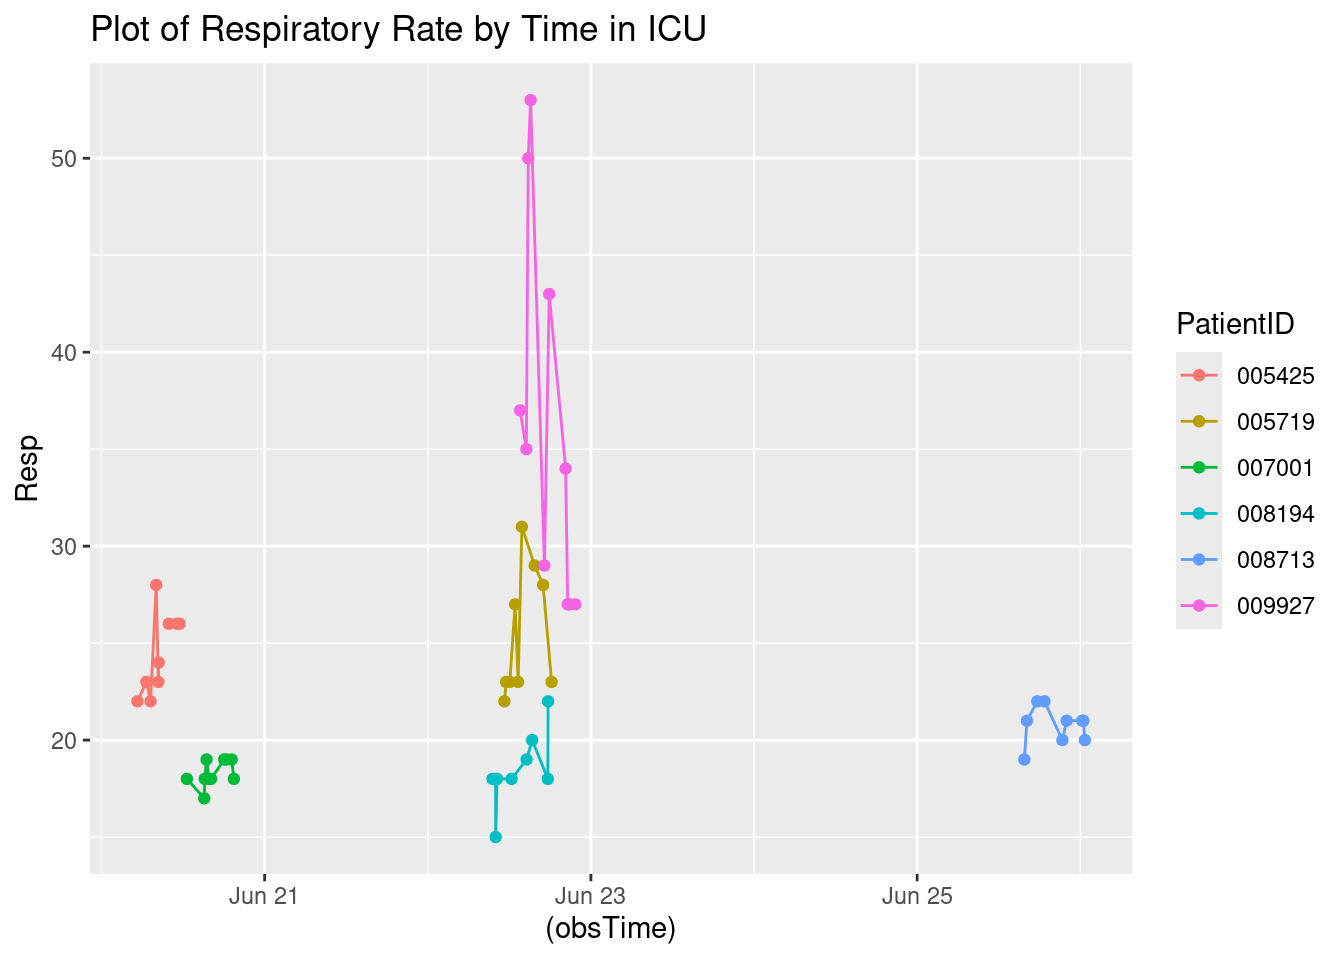 Plot of Respiratory Rate by Time in ICU
50
40
30
20
Resp
Jun 21
Jun 23
Jun 25
(obsTime)
PatientID
005425
005719
007001
008194
008713
009927